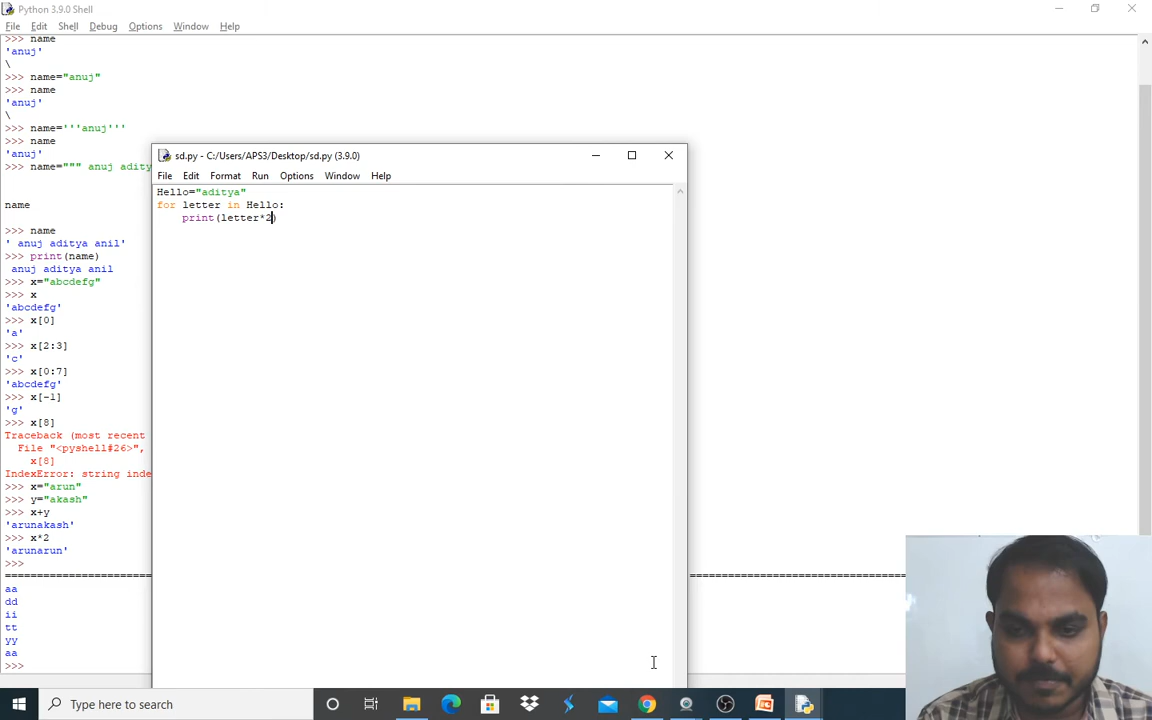 Python 3.9.0 Shell
File Edit Shell Debug Options Window Help
>>> name
'anuj'
\
>>> name="anuj"
>>> name
'anuj'
\
>>> name='''anuj'''
>>> name
'anuj'
>>> name=""" anuj adity
name
>>> name
' anuj aditya anil'
>>> print(name)
 anuj aditya anil
>>> x="abcdefg"
>>> x
'abcdefg'
>>> x[0]
'a'
>>> x[2:3]
'c'
>>> x[0:7]
'abcdefg'
>>> x[-1]
'g'
>>> x[8]
Traceback (most recent
  File "<pyshell#26>",
    x[8]
IndexError: string inde
>>> x="arun"
>>> y="akash"
>>> x+y
'arunakash'
>>> x*2
'arunarun'
>>>
aa
dd
ii
tt
yy
aa
>>>
sd.py - C:/Users/APS3/Desktop/sd.py (3.9.0)
File Edit Format Run Options Window Help
Hello="aditya"
for letter in Hello:
    print(letter*2)
Type here to search